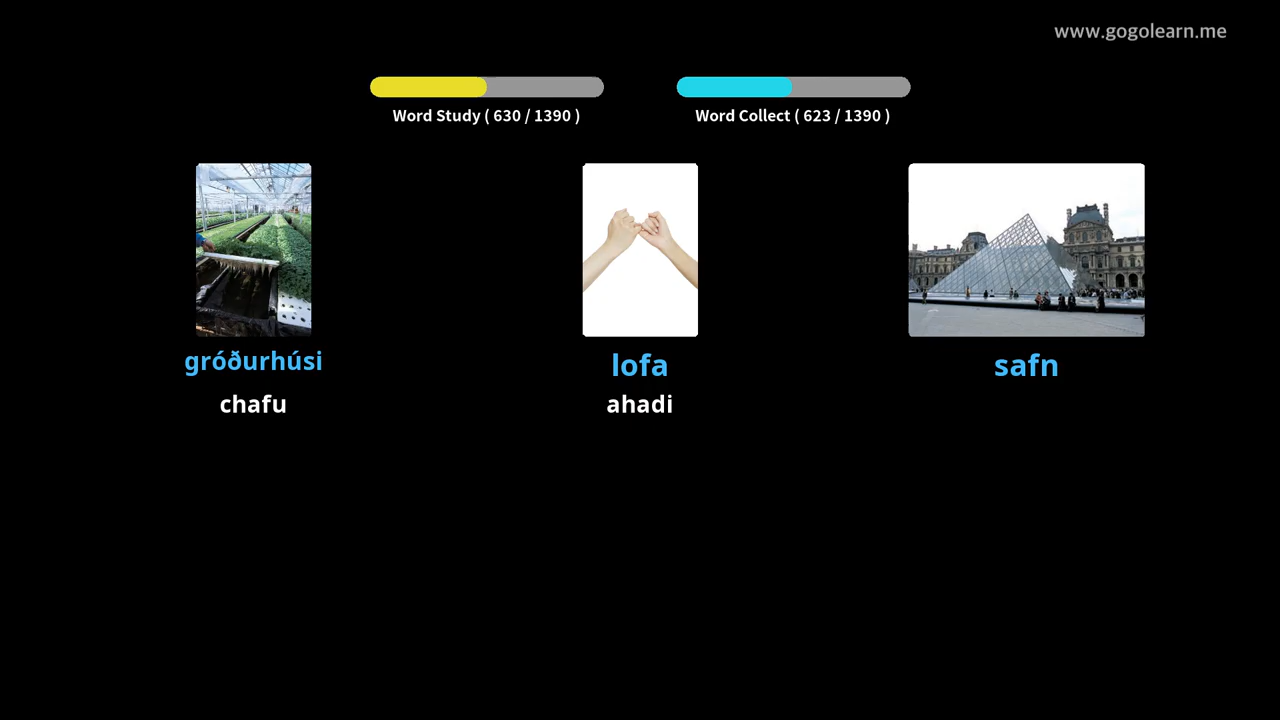 www.gogolearn.me
Word Study ( 630 / 1390 )
Word Collect ( 623 / 1390 )
gróðurhúsi
lofa
safn
chafu
ahadi